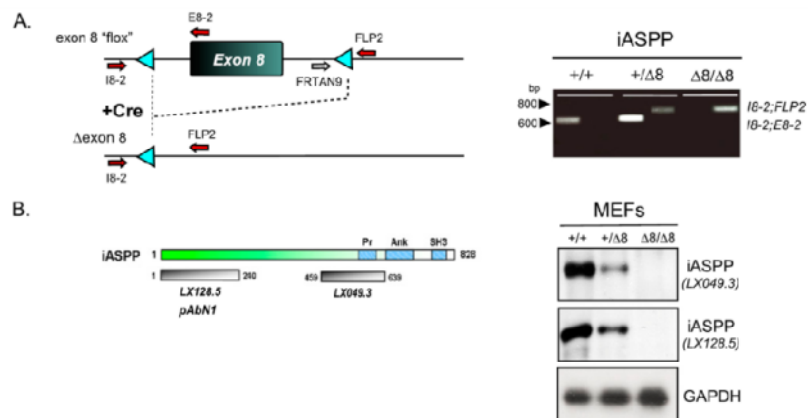 A.
exon 8 "flox"
E8-2
Exon 8
FLP2
I8-2
FRTAN9
+Cre
Δexon 8
FLP2
I8-2
iASPP
+/+ +/Δ8 Δ8/Δ8
bp
800
600
I8-2;FLP2
I8-2;E8-2
B.
Pr Ank SH3
iASPP 1 828
1 260 459 639
LX128.5 LX049.3
pAbN1
MEFs
+/+ +/Δ8 Δ8/Δ8
iASPP
(LX049.3)
iASPP
(LX128.5)
GAPDH